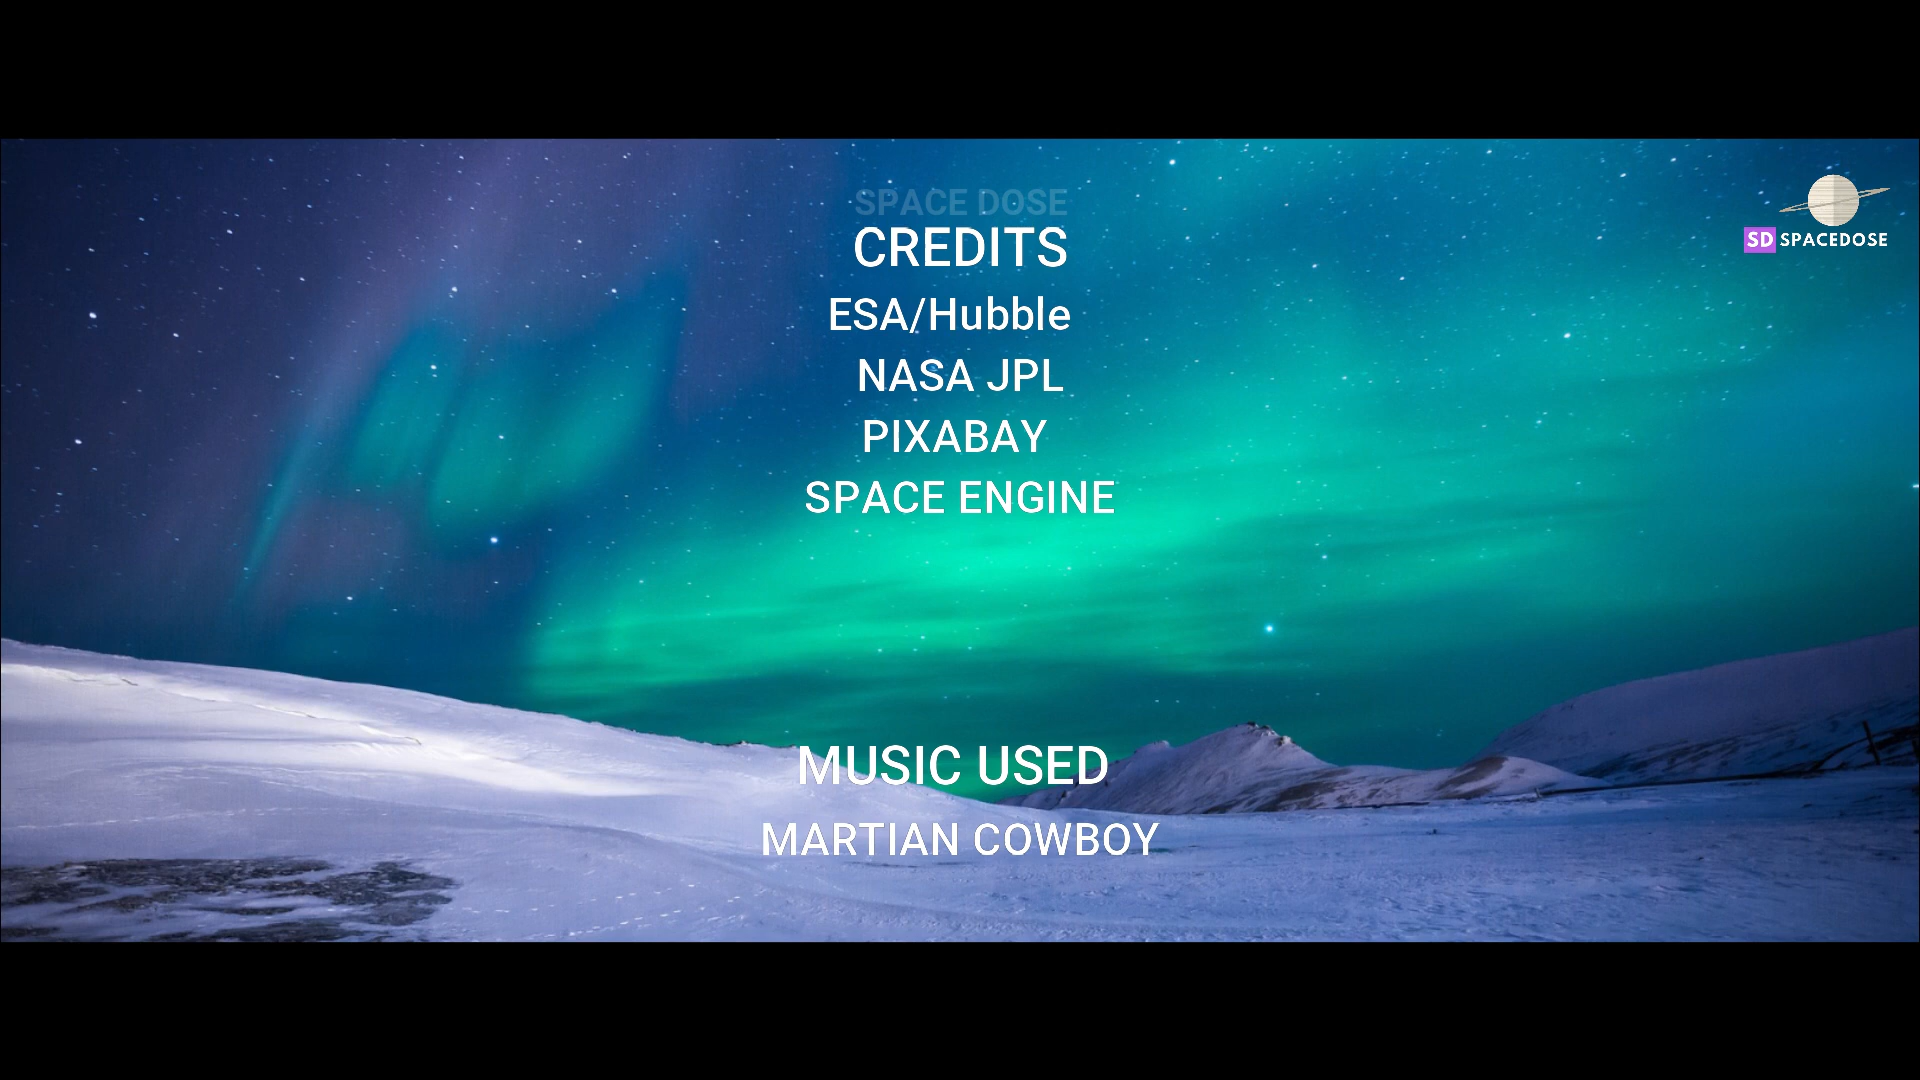 SPACE DOSE
CREDITS
ESA/Hubble
NASA JPL
PIXABAY
SPACE ENGINE
SD SPACEDOSE
MUSIC USED
MARTIAN COWBOY